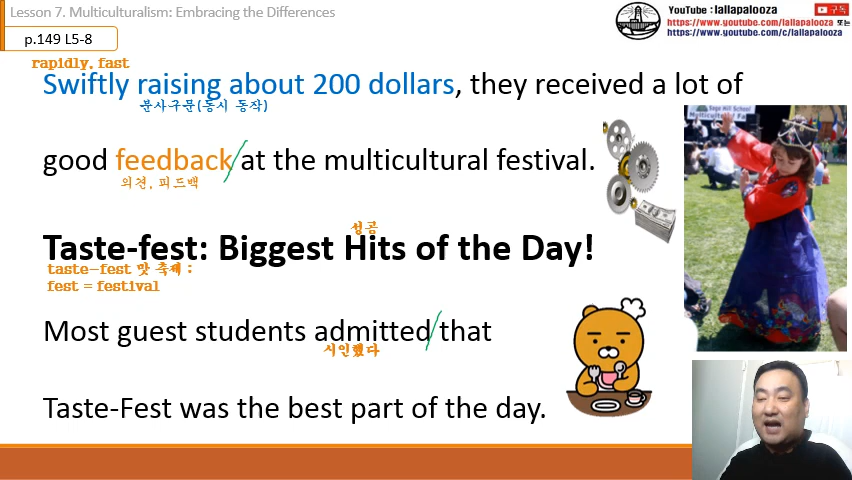 Lesson 7. Multiculturalism: Embracing the Differences
p.149 L5-8
YouTube : lallapalooza
구독
https://www.youtube.com/lallapalooza 또는
https://www.youtube.com/c/lallapalooza
rapidly, fast
Swiftly raising about 200 dollars, they received a lot of
분사구문(동시 동작)
good feedback at the multicultural festival.
의견, 피드백
성공
Taste-fest: Biggest Hits of the Day!
taste-fest 맛 축제 :
fest = festival
Most guest students admitted that
시인했다
Taste-Fest was the best part of the day.